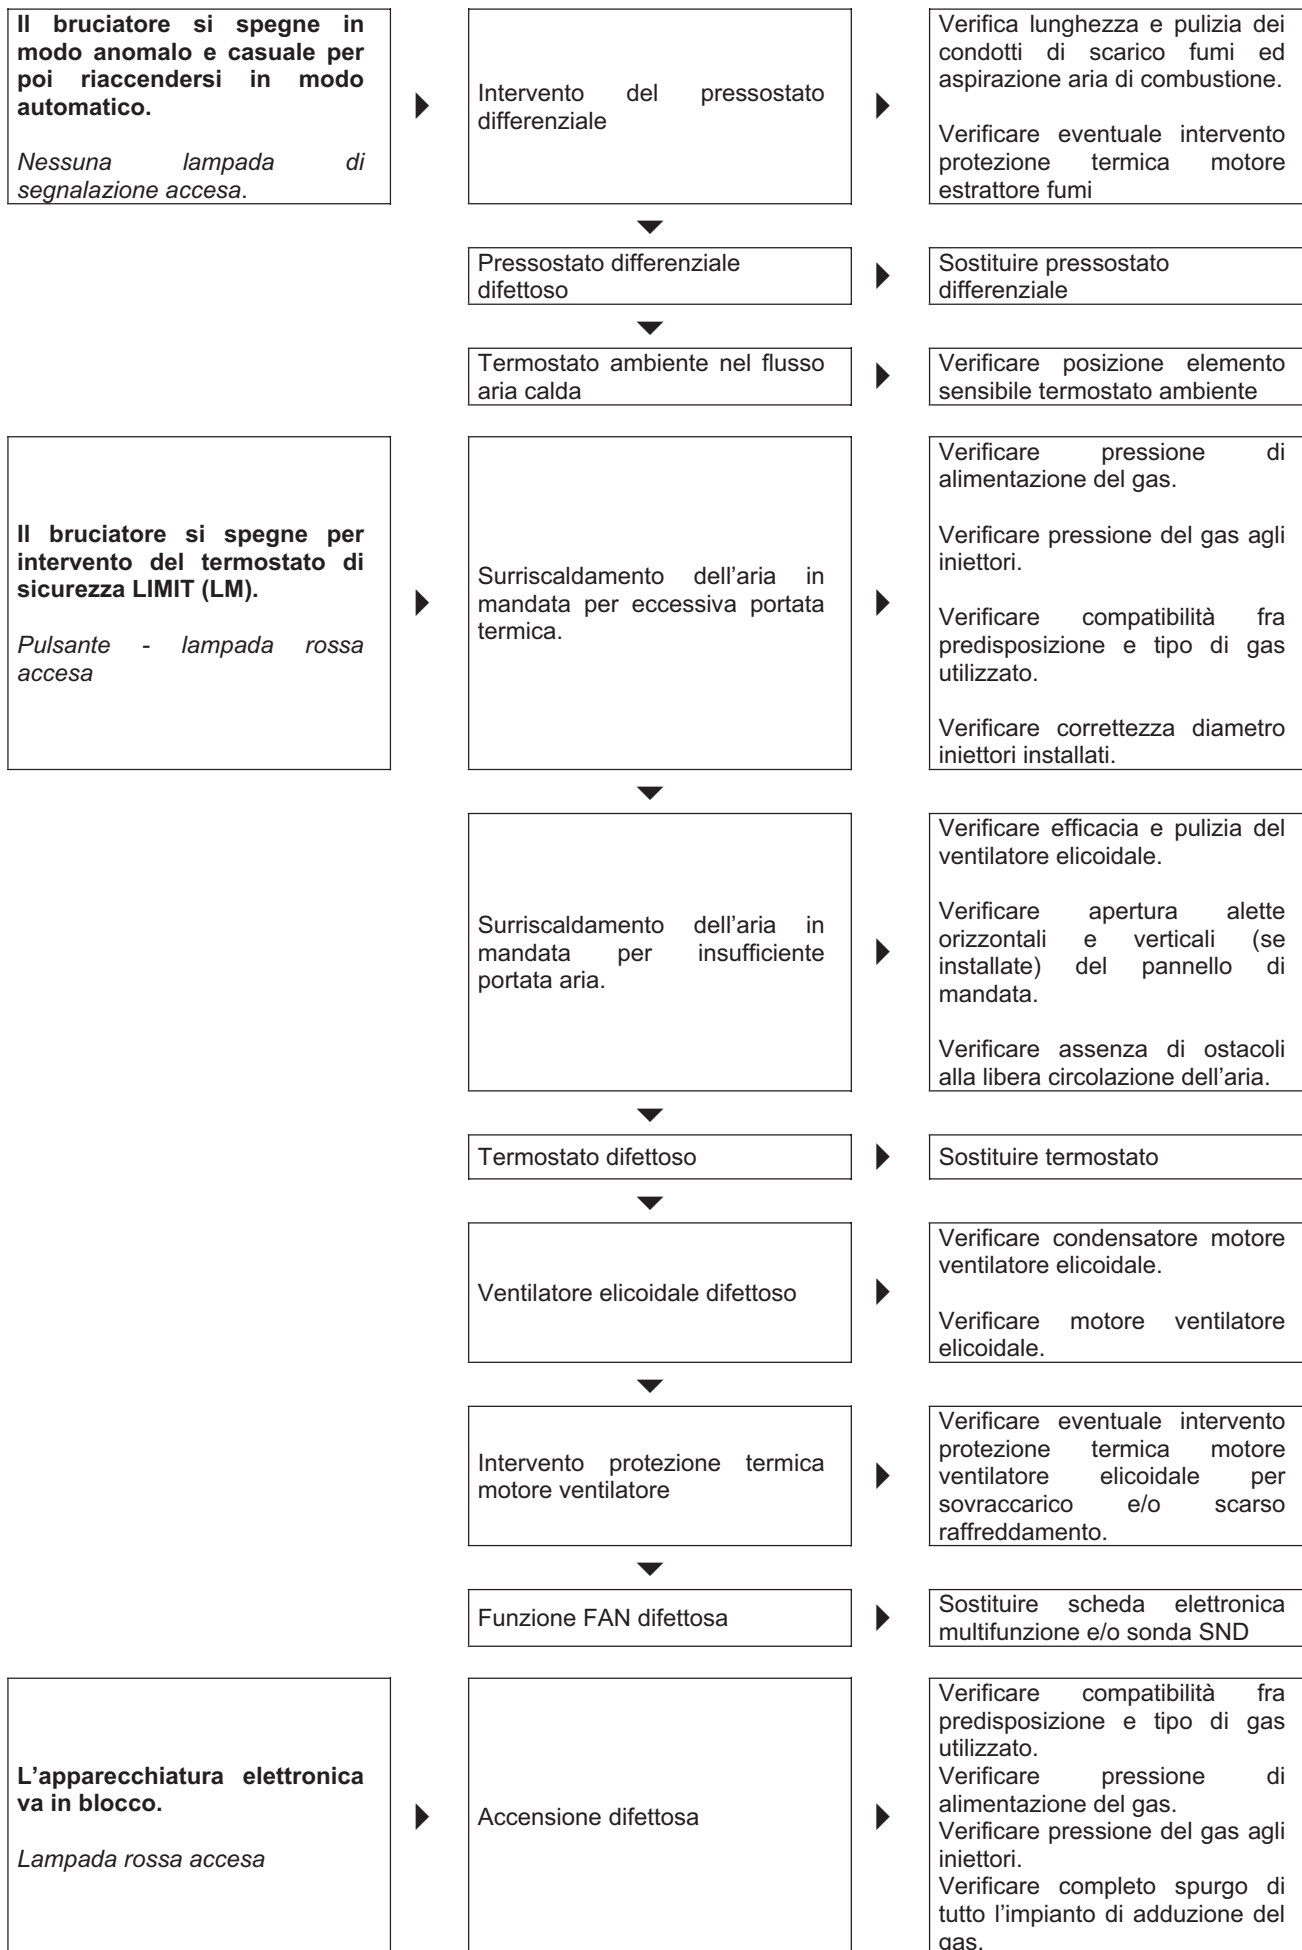 Il bruciatore si spegne in
modo anomalo e casuale per
poi riaccendersi in modo
automatico.
Nessuna lampada di
segnalazione accesa.
Intervento del pressostato
differenziale
Verifica lunghezza e pulizia dei
condotti di scarico fumi ed
aspirazione aria di combustione.
Verificare eventuale intervento
protezione termica motore
estrattore fumi
Pressostato differenziale
difettoso
Sostituire pressostato
differenziale
Termostato ambiente nel flusso
aria calda
Verificare posizione elemento
sensibile termostato ambiente
Il bruciatore si spegne per
intervento del termostato di
sicurezza LIMIT (LM).
Pulsante - lampada rossa
accesa
Surriscaldamento dell'aria in
mandata per eccessiva portata
termica.
Verificare pressione di
alimentazione del gas.
Verificare pressione del gas agli
iniettori.
Verificare compatibilità fra
predisposizione e tipo di gas
utilizzato.
Verificare correttezza diametro
iniettori installati.
Surriscaldamento dell'aria in
mandata per insufficiente
portata aria.
Verificare efficacia e pulizia del
ventilatore elicoidale.
Verificare apertura alette
orizzontali e verticali (se
installate) del pannello di
mandata.
Verificare assenza di ostacoli
alla libera circolazione dell'aria.
Termostato difettoso
Sostituire termostato
Ventilatore elicoidale difettoso
Verificare condensatore motore
ventilatore elicoidale.
Verificare motore ventilatore
elicoidale.
Intervento protezione termica
motore ventilatore
Verificare eventuale intervento
protezione termica motore
ventilatore elicoidale per
sovraccarico e/o scarso
raffreddamento.
Funzione FAN difettosa
Sostituire scheda elettronica
multifunzione e/o sonda SND
L'apparecchiatura elettronica
va in blocco.
Lampada rossa accesa
Accensione difettosa
Verificare compatibilità fra
predisposizione e tipo di gas
utilizzato.
Verificare pressione di
alimentazione del gas.
Verificare pressione del gas agli
iniettori.
Verificare completo spurgo di
tutto l'impianto di adduzione del
gas.